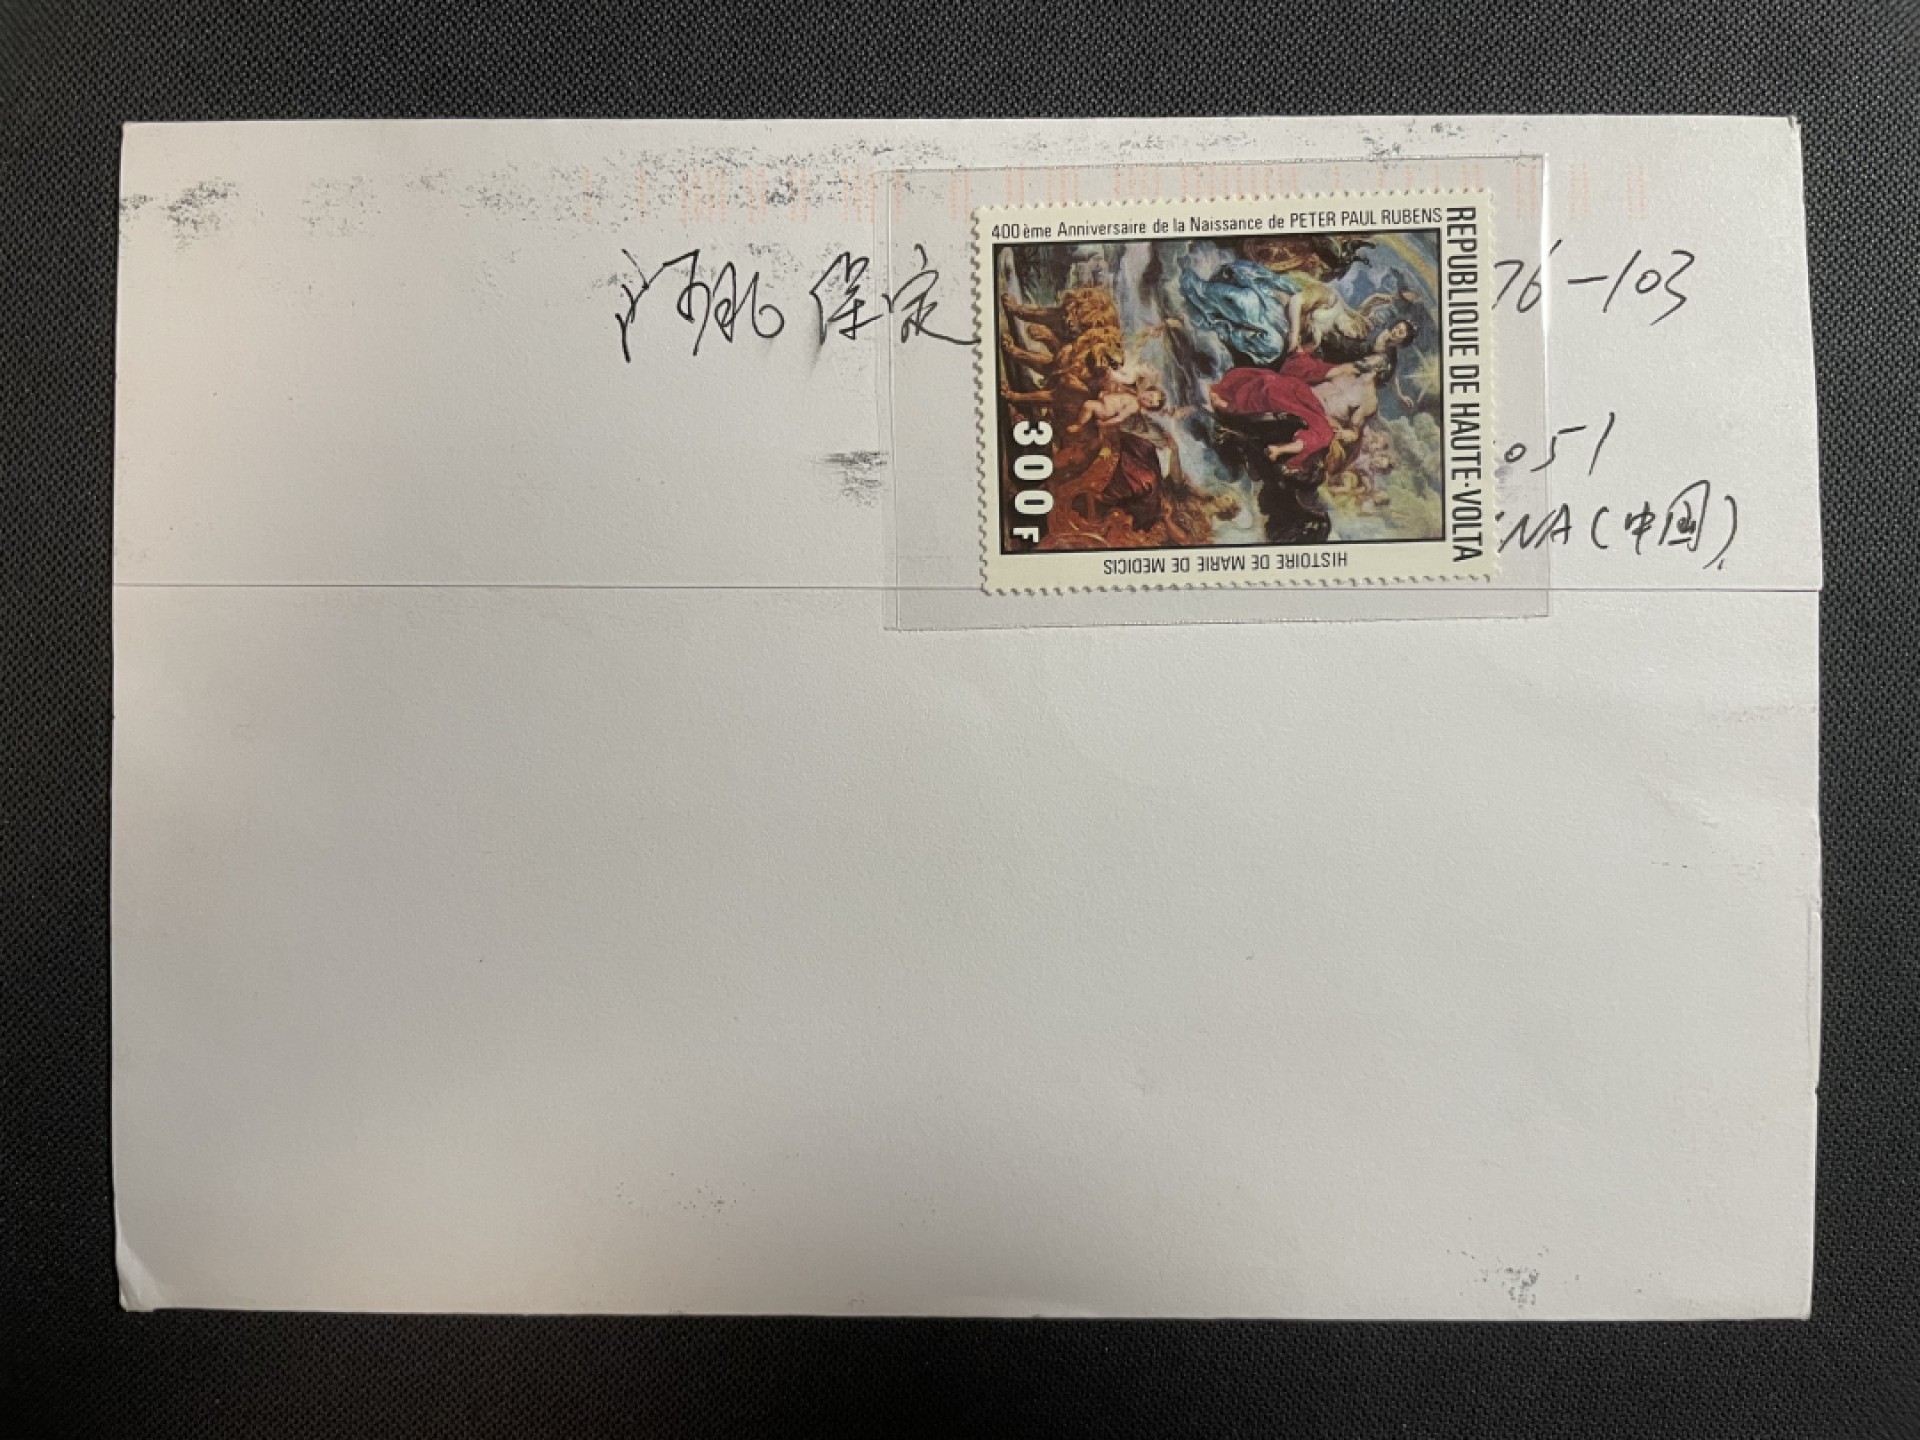 400ème Anniversaire de la Naissance de PETER PAUL RUBENS
REPUBLIQUE DE HAUTE-VOLTA
300F
HISTOIRE DE MARIE DE MEDICIS
河北保定
76-103
051
NA(中国)